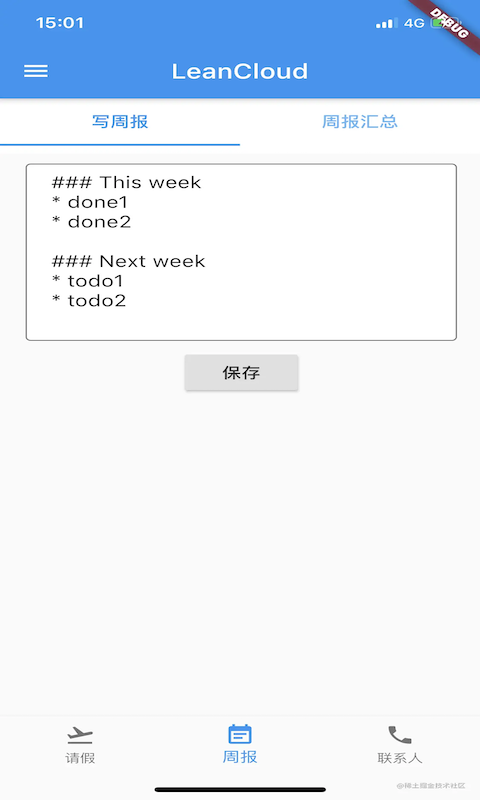 15:01
4G
DEBUG
LeanCloud
写周报
周报汇总
### This week
* done1
* done2
### Next week
* todo1
* todo2
保存
请假
周报
联系人
@稀土掘金技术社区